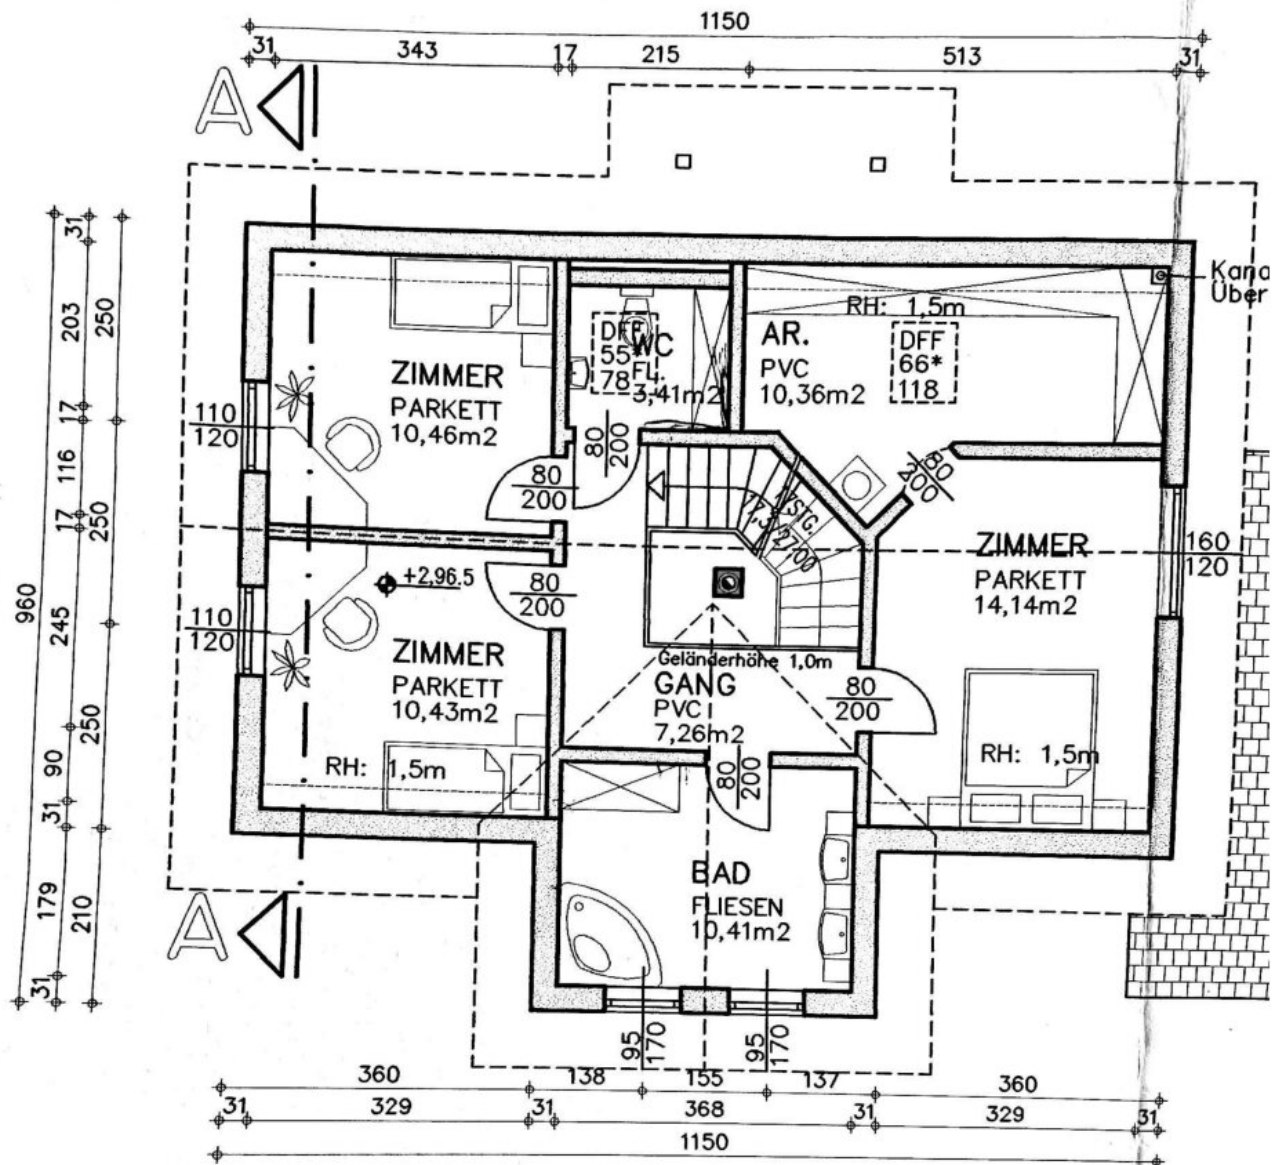 1150
31 343 17 215 513 31
A
Kana
Über
RH: 1,5m
DFF
66*
118
AR.
PVC
10,36m2
DFF
55*
78
WC
FL.
3,41m2
ZIMMER
PARKETT
10,46m2
110
120
80
200
80
200
80
200
17STG.
17,3/27,00
ZIMMER
PARKETT
14,14m2
160
120
+2,96.5
80
200
110
120
ZIMMER
PARKETT
10,43m2
Geländerhöhe 1,0m
GANG
PVC
7,26m2
80
200
80
200
RH: 1,5m
RH: 1,5m
BAD
FLIESEN
10,41m2
A
95
170
95
170
960
31 203 17 116 17 245 90 31 179 31
250 250 250 210
360 138 155 137 360
31 329 31 368 31 329 31
1150